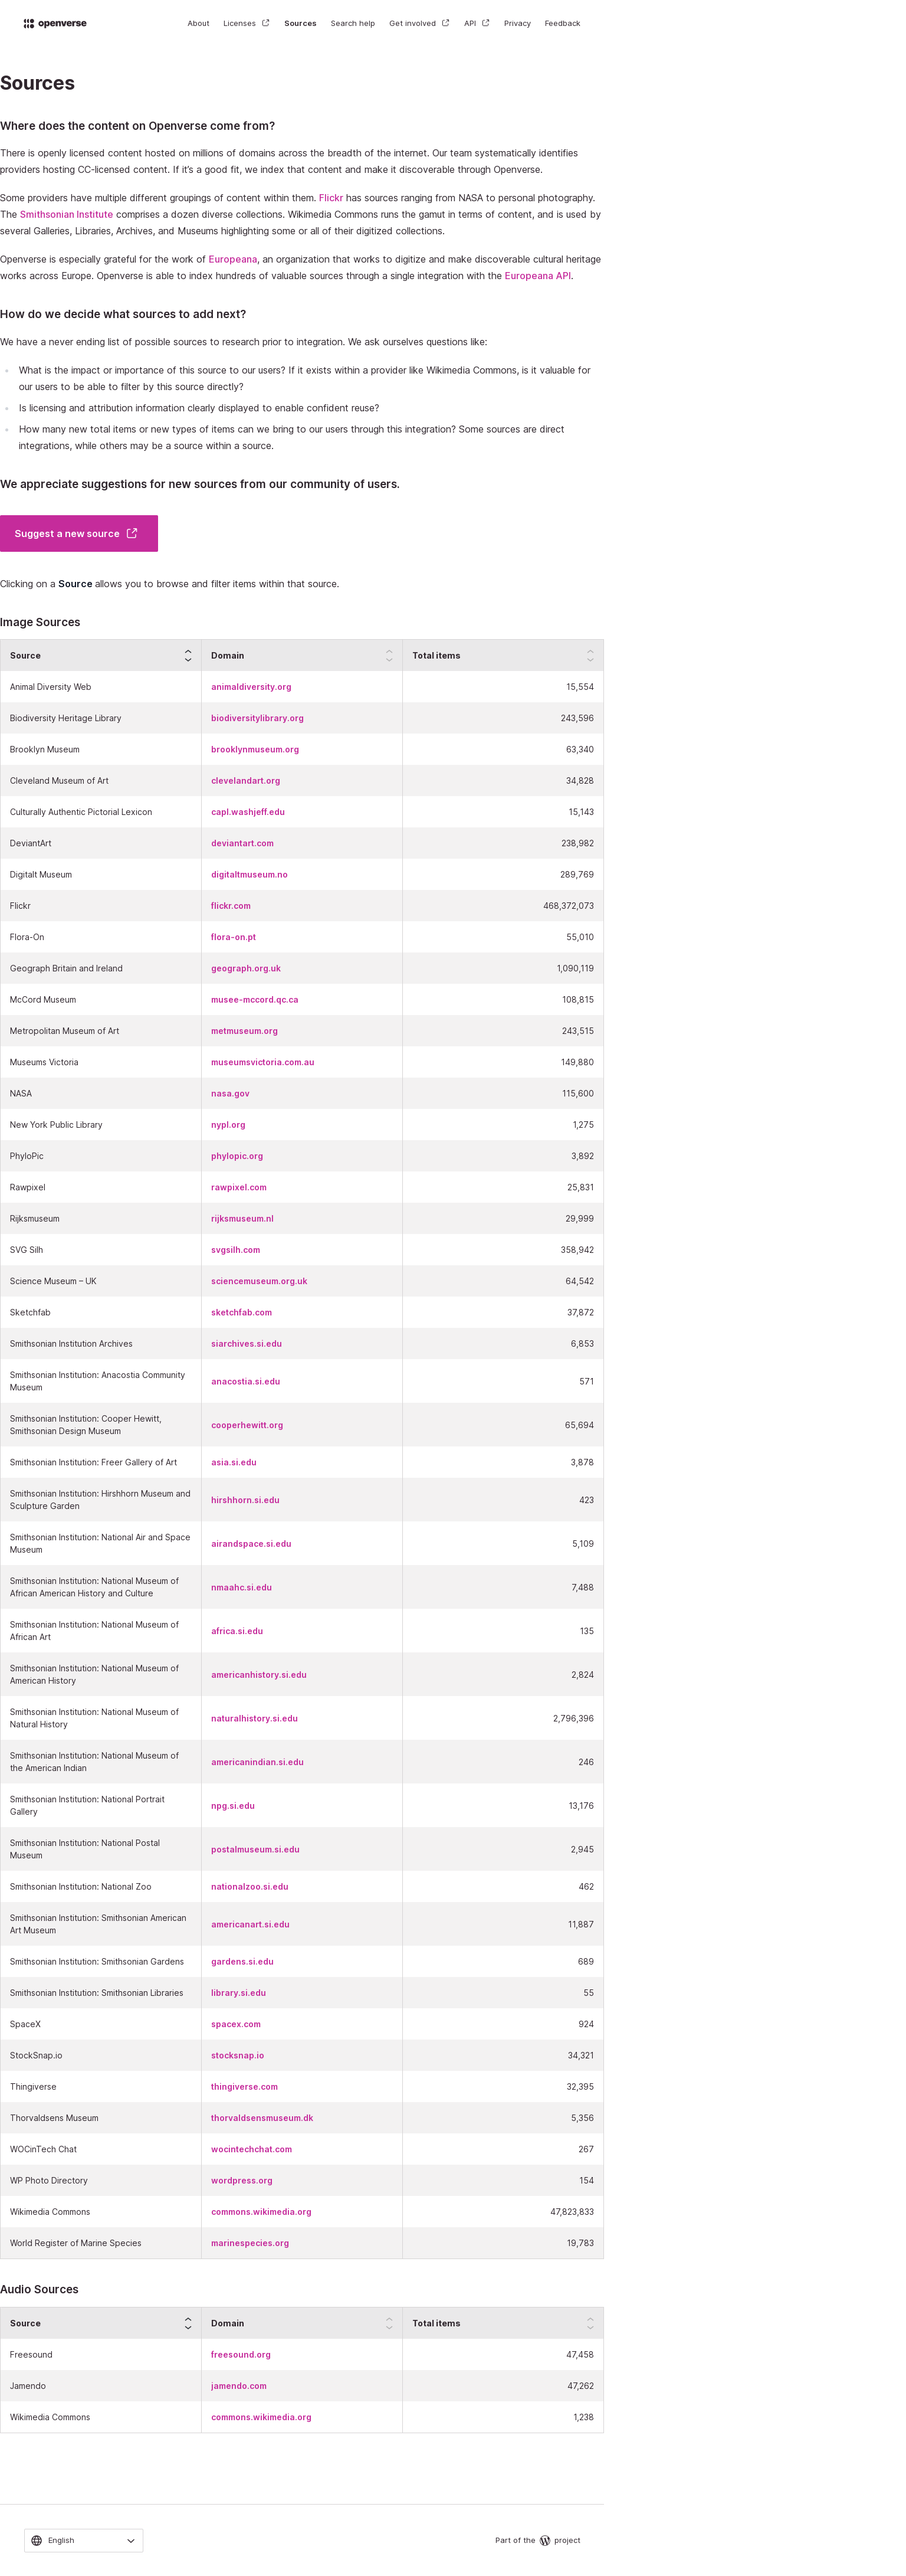 openverse
About Licenses Sources Search help Get involved API Privacy Feedback
Sources
Where does the content on Openverse come from?
There is openly licensed content hosted on millions of domains across the breadth of the internet. Our team systematically identifies
providers hosting CC-licensed content. If it's a good fit, we index that content and make it discoverable through Openverse.
Some providers have multiple different groupings of content within them. Flickr has sources ranging from NASA to personal photography.
The Smithsonian Institute comprises a dozen diverse collections. Wikimedia Commons runs the gamut in terms of content, and is used by
several Galleries, Libraries, Archives, and Museums highlighting some or all of their digitized collections.
Openverse is especially grateful for the work of Europeana, an organization that works to digitize and make discoverable cultural heritage
works across Europe. Openverse is able to index hundreds of valuable sources through a single integration with the Europeana API.
How do we decide what sources to add next?
We have a never ending list of possible sources to research prior to integration. We ask ourselves questions like:
What is the impact or importance of this source to our users? If it exists within a provider like Wikimedia Commons, is it valuable for
our users to be able to filter by this source directly?
Is licensing and attribution information clearly displayed to enable confident reuse?
How many new total items or new types of items can we bring to our users through this integration? Some sources are direct
integrations, while others may be a source within a source.
We appreciate suggestions for new sources from our community of users.
Suggest a new source
Clicking on a Source allows you to browse and filter items within that source.
Image Sources
Source Domain Total items
Animal Diversity Web animaldiversity.org 15,554
Biodiversity Heritage Library biodiversitylibrary.org 243,596
Brooklyn Museum brooklynmuseum.org 63,340
Cleveland Museum of Art clevelandart.org 34,828
Culturally Authentic Pictorial Lexicon capl.washjeff.edu 15,143
DeviantArt deviantart.com 238,982
Digitalt Museum digitaltmuseum.no 289,769
Flickr flickr.com 468,372,073
Flora-On flora-on.pt 55,010
Geograph Britain and Ireland geograph.org.uk 1,090,119
McCord Museum musee-mccord.qc.ca 108,815
Metropolitan Museum of Art metmuseum.org 243,515
Museums Victoria museumsvictoria.com.au 149,880
NASA nasa.gov 115,600
New York Public Library nypl.org 1,275
PhyloPic phylopic.org 3,892
Rawpixel rawpixel.com 25,831
Rijksmuseum rijksmuseum.nl 29,999
SVG Silh svgsilh.com 358,942
Science Museum – UK sciencemuseum.org.uk 64,542
Sketchfab sketchfab.com 37,872
Smithsonian Institution Archives siarchives.si.edu 6,853
Smithsonian Institution: Anacostia Community
Museum anacostia.si.edu 571
Smithsonian Institution: Cooper Hewitt,
Smithsonian Design Museum cooperhewitt.org 65,694
Smithsonian Institution: Freer Gallery of Art asia.si.edu 3,878
Smithsonian Institution: Hirshhorn Museum and
Sculpture Garden hirshhorn.si.edu 423
Smithsonian Institution: National Air and Space
Museum airandspace.si.edu 5,109
Smithsonian Institution: National Museum of
African American History and Culture nmaahc.si.edu 7,488
Smithsonian Institution: National Museum of
African Art africa.si.edu 135
Smithsonian Institution: National Museum of
American History americanhistory.si.edu 2,824
Smithsonian Institution: National Museum of
Natural History naturalhistory.si.edu 2,796,396
Smithsonian Institution: National Museum of
the American Indian americanindian.si.edu 246
Smithsonian Institution: National Portrait
Gallery npg.si.edu 13,176
Smithsonian Institution: National Postal
Museum postalmuseum.si.edu 2,945
Smithsonian Institution: National Zoo nationalzoo.si.edu 462
Smithsonian Institution: Smithsonian American
Art Museum americanart.si.edu 11,887
Smithsonian Institution: Smithsonian Gardens gardens.si.edu 689
Smithsonian Institution: Smithsonian Libraries library.si.edu 55
SpaceX spacex.com 924
StockSnap.io stocksnap.io 34,321
Thingiverse thingiverse.com 32,395
Thorvaldsens Museum thorvaldsensmuseum.dk 5,356
WOCinTech Chat wocintechchat.com 267
WP Photo Directory wordpress.org 154
Wikimedia Commons commons.wikimedia.org 47,823,833
World Register of Marine Species marinespecies.org 19,783
Audio Sources
Source Domain Total items
Freesound freesound.org 47,458
Jamendo jamendo.com 47,262
Wikimedia Commons commons.wikimedia.org 1,238
English Part of the project